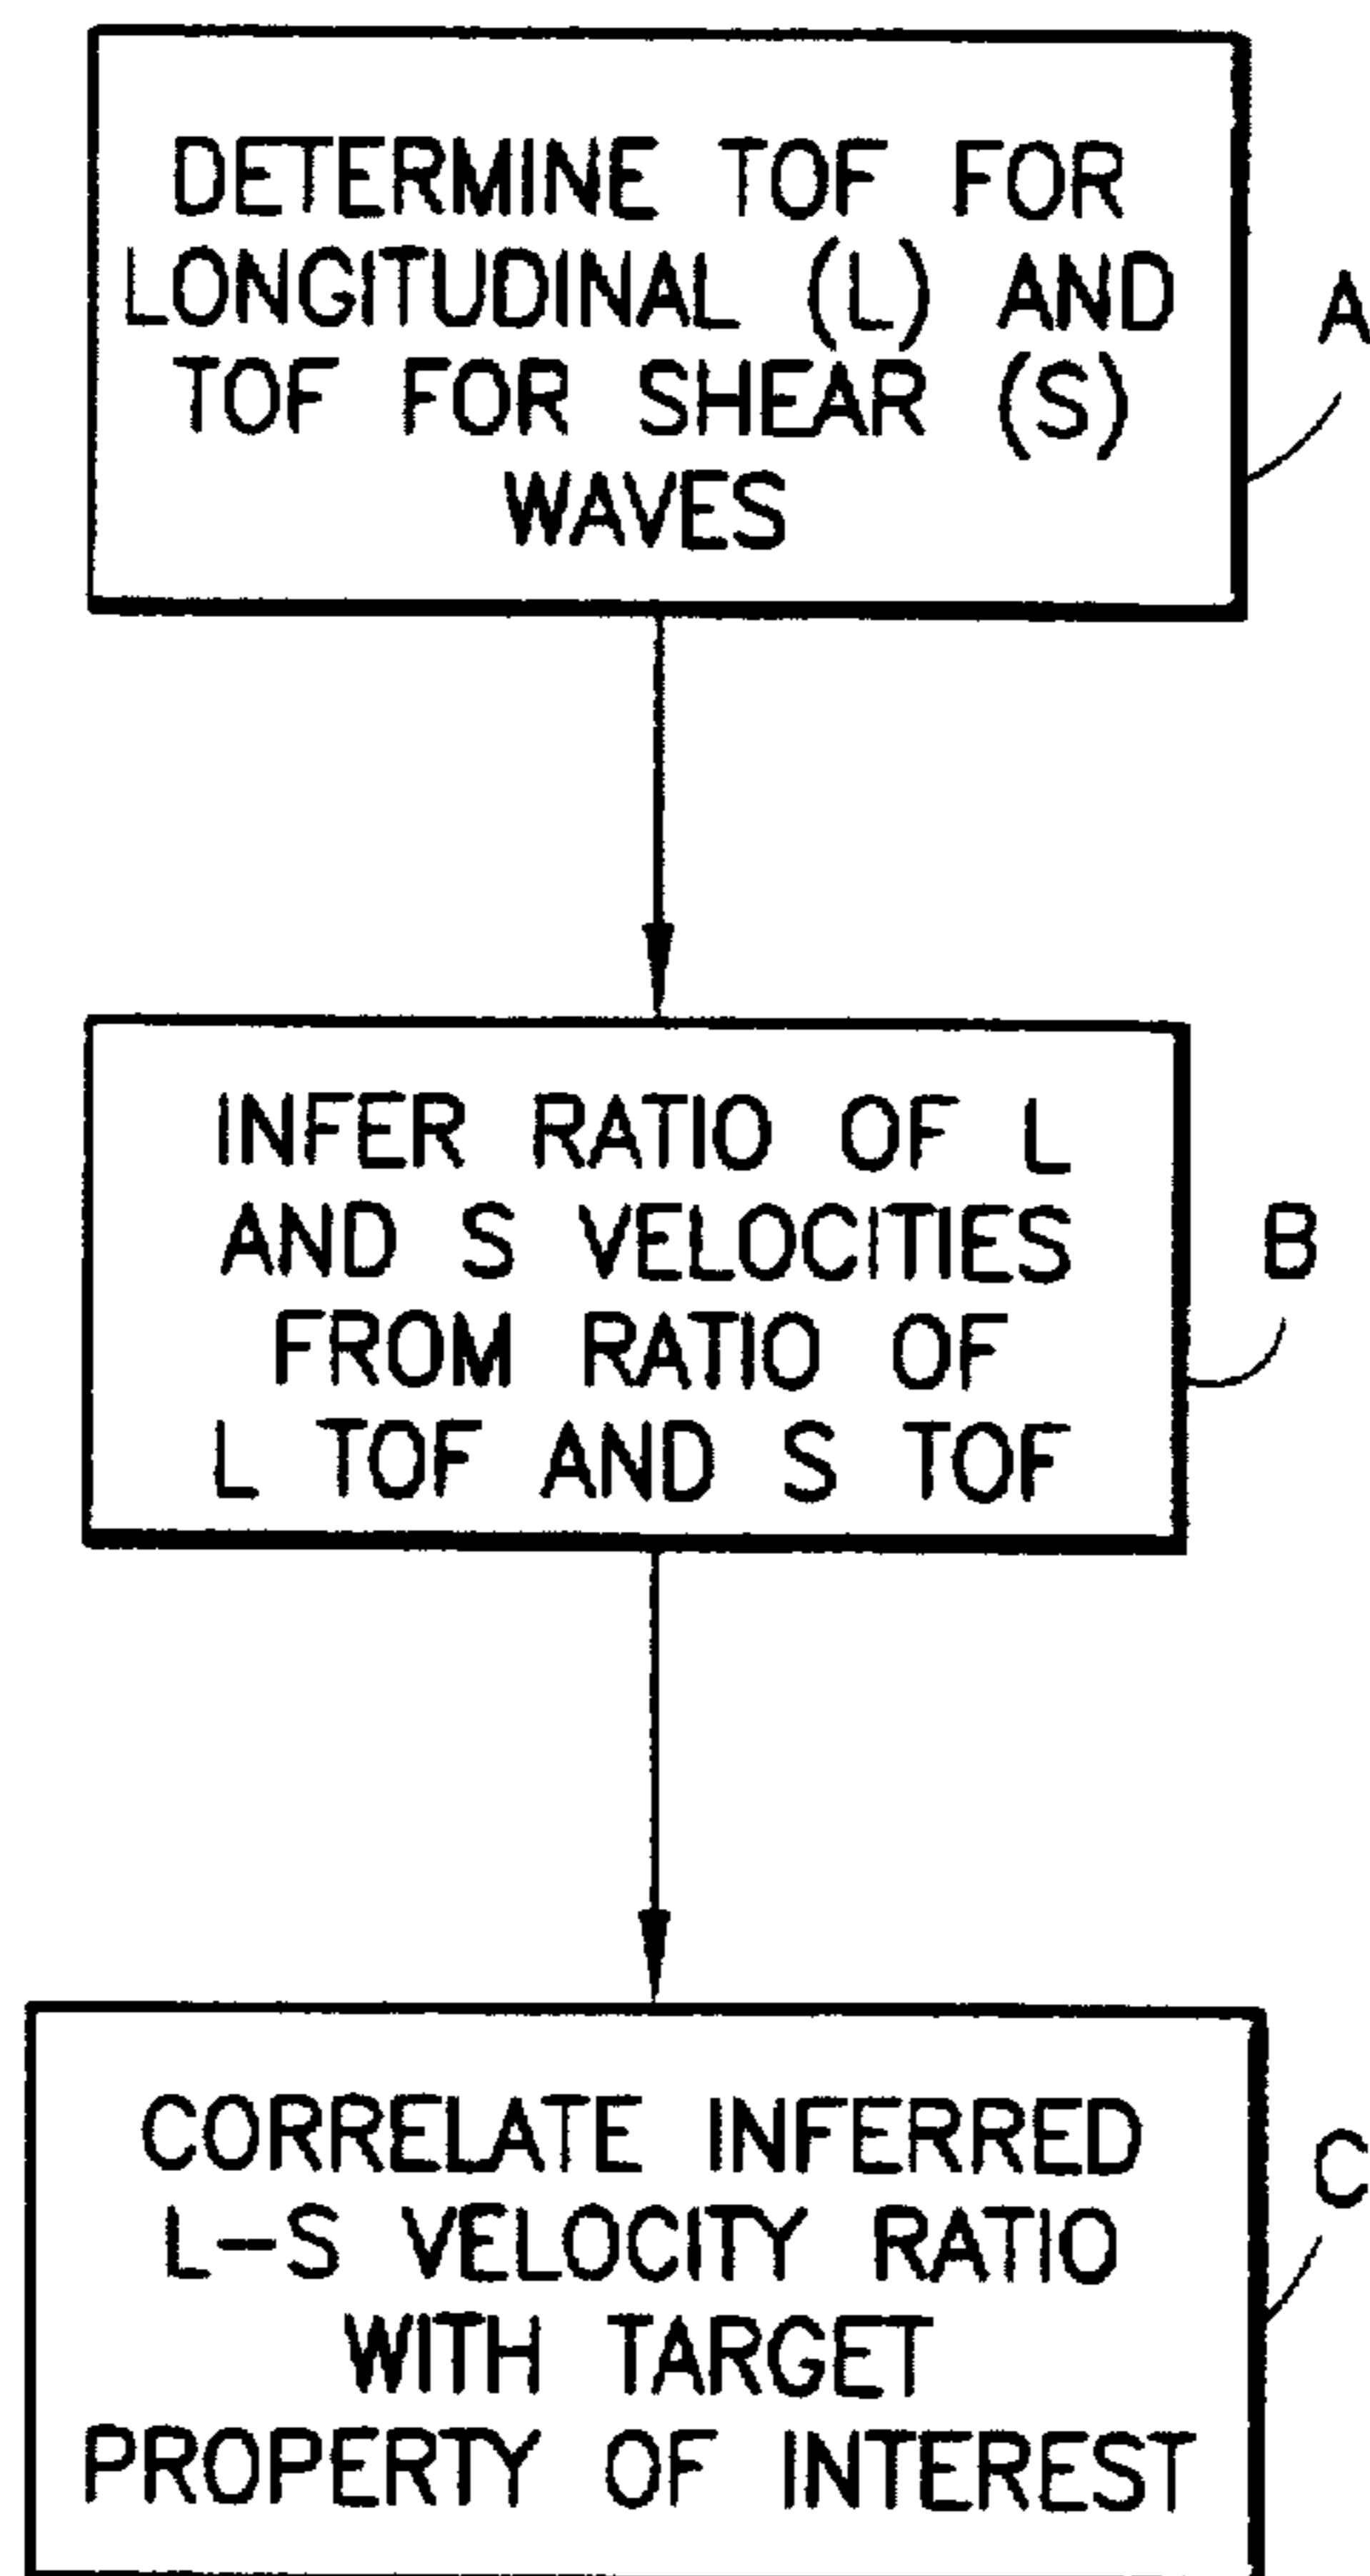 DETERMINE TOF FOR
LONGITUDINAL (L) AND
TOF FOR SHEAR (S)
WAVES
A
INFER RATIO OF L
AND S VELOCITIES
FROM RATIO OF
L TOF AND S TOF
B
CORRELATE INFERRED
L-S VELOCITY RATIO
WITH TARGET
PROPERTY OF INTEREST
C